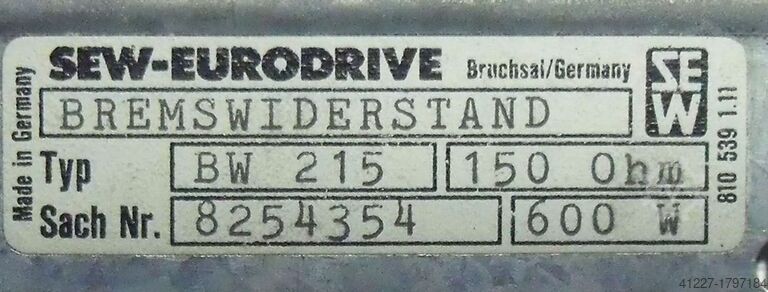 SEW-EURODRIVE Bruchsal/Germany SEW
BREMSWIDERSTAND
Typ BW 215 150 Ohm
Sach Nr. 8254354 600 W
Made in Germany
810 539 1.11
41227-1797184